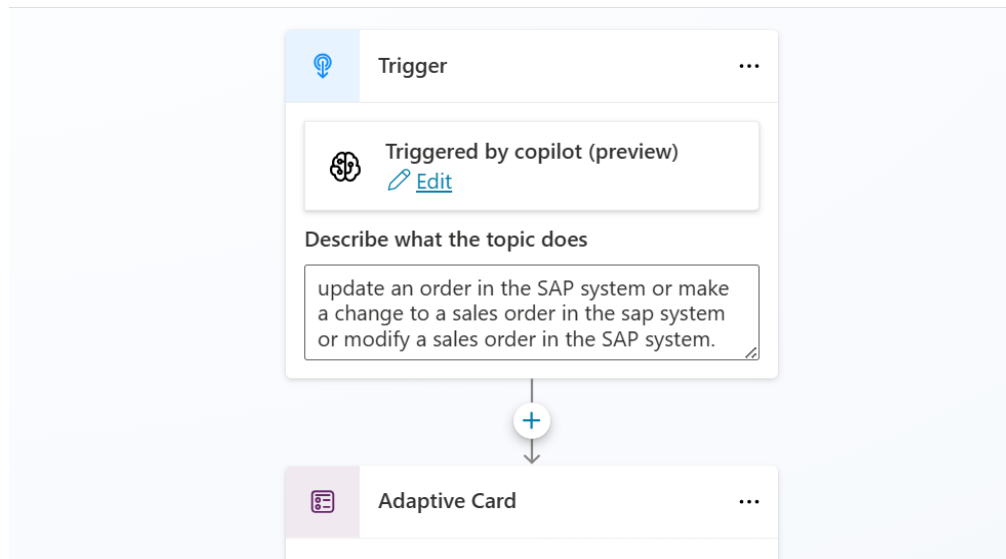 Trigger
Triggered by copilot (preview)
Edit
Describe what the topic does
update an order in the SAP system or make
a change to a sales order in the sap system
or modify a sales order in the SAP system.
Adaptive Card